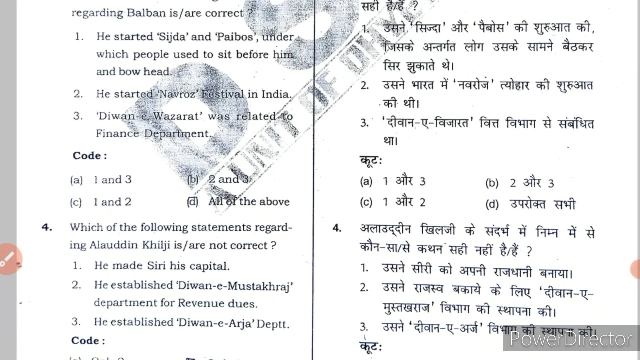 regarding Balban is/are correct ?
1. He started 'Sijda' and 'Paibos', under
which people used to sit before him
and bow head.
2. He started 'Navroz' Festival in India.
3. 'Diwan-e-Wazarat' was related to
Finance Department.
Code :
(a) 1 and 3 (b) 2 and 3
(c) 1 and 2 (d) All of the above
4. Which of the following statements regard-
ing Alauddin Khilji is/are not correct ?
1. He made Siri his capital.
2. He established 'Diwan-e-Mustakhraj'
department for Revenue dues.
3. He established 'Diwan-e-Arja' Deptt.
Code :
सही है/हैं ?
1. उसने 'सिज्दा' और 'पैबोस' की शुरुआत की,
जिसके अन्तर्गत लोग उसके सामने बैठकर
सिर झुकाते थे।
2. उसने भारत में 'नवरोज' त्योहार की शुरुआत
की थी।
3. 'दीवान-ए-विजारत' वित्त विभाग से संबंधित
था।
कूटः
(a) 1 और 3 (b) 2 और 3
(c) 1 और 2 (d) उपरोक्त सभी
4. अलाउद्दीन खिलजी के संदर्भ में निम्न में से
कौन-सा/से कथन सही नहीं है/हैं ?
1. उसने सीरी को अपनी राजधानी बनाया।
2. उसने राजस्व बकाये के लिए 'दीवान-ए-
मुस्तखराज' विभाग की स्थापना की।
3. उसने 'दीवान-ए-अर्ज' विभाग की स्थापना की।
कूटः
PowerDirector